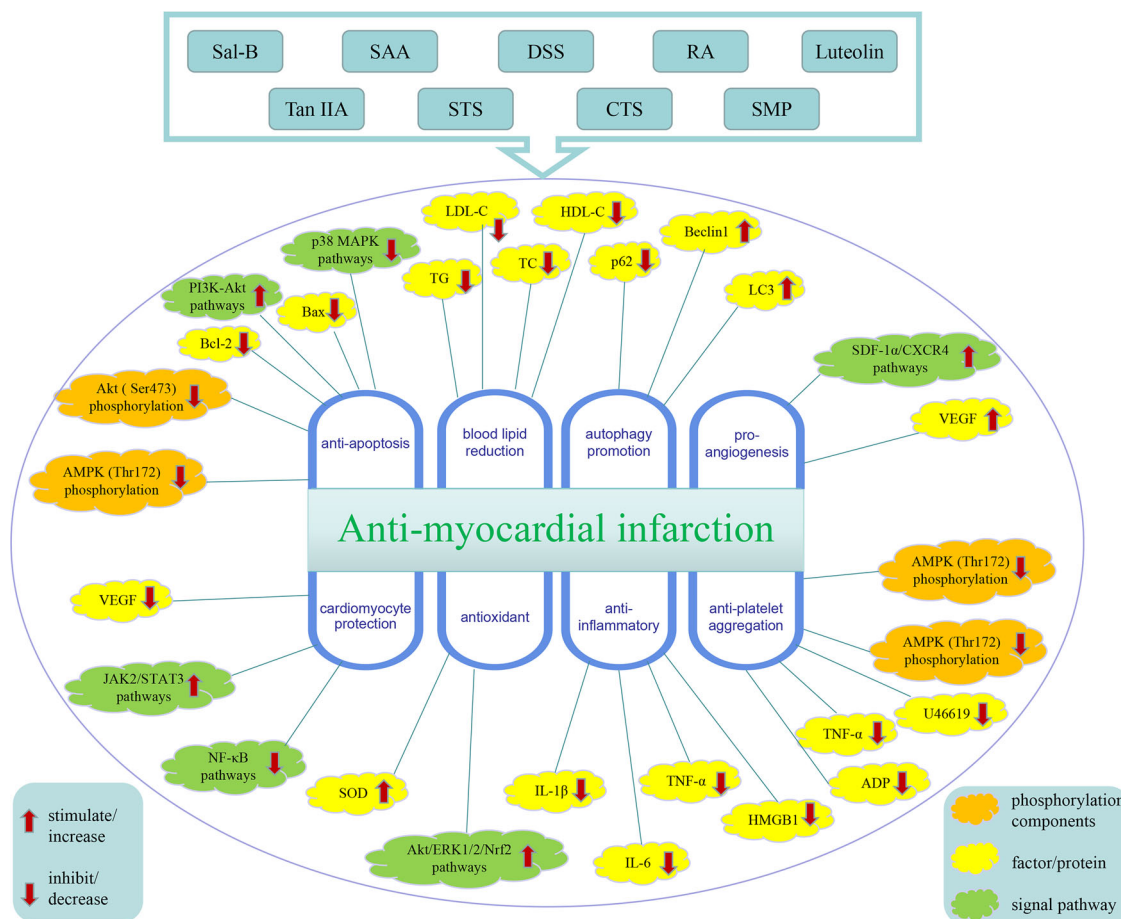 Sal-B
SAA
DSS
RA
Luteolin
Tan IIA
STS
CTS
SMP
LDL-C
HDL-C
Beclin1
p38 MAPK
pathways
TG
TC
p62
LC3
PI3K-Akt
pathways
Bax
Bcl-2
SDF-1α/CXCR4
pathways
Akt ( Ser473)
phosphorylation
VEGF
AMPK (Thr172)
phosphorylation
anti-apoptosis
blood lipid
reduction
autophagy
promotion
pro-
angiogenesis
Anti-myocardial infarction
cardiomyocyte
protection
antioxidant
anti-
inflammatory
anti-platelet
aggregation
AMPK (Thr172)
phosphorylation
VEGF
AMPK (Thr172)
phosphorylation
JAK2/STAT3
pathways
U46619
TNF-α
NF-κB
pathways
SOD
IL-1β
TNF-α
ADP
HMGB1
Akt/ERK1/2/Nrf2
pathways
IL-6
stimulate/
increase
inhibit/
decrease
phosphorylation
components
factor/protein
signal pathway